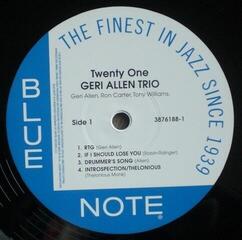 THE FINEST IN JAZZ SINCE 1939
BLUE
NOTE
Twenty One
GERI ALLEN TRIO
Geri Allen, Ron Carter, Tony Williams.
Side 1 3876188-1
1. RTG (Geri Allen)
2. IF I SHOULD LOSE YOU (Robin-Rainger)
3. DRUMMER'S SONG (Allen)
4. INTROSPECTION/THELONIOUS
(Thelonious Monk)